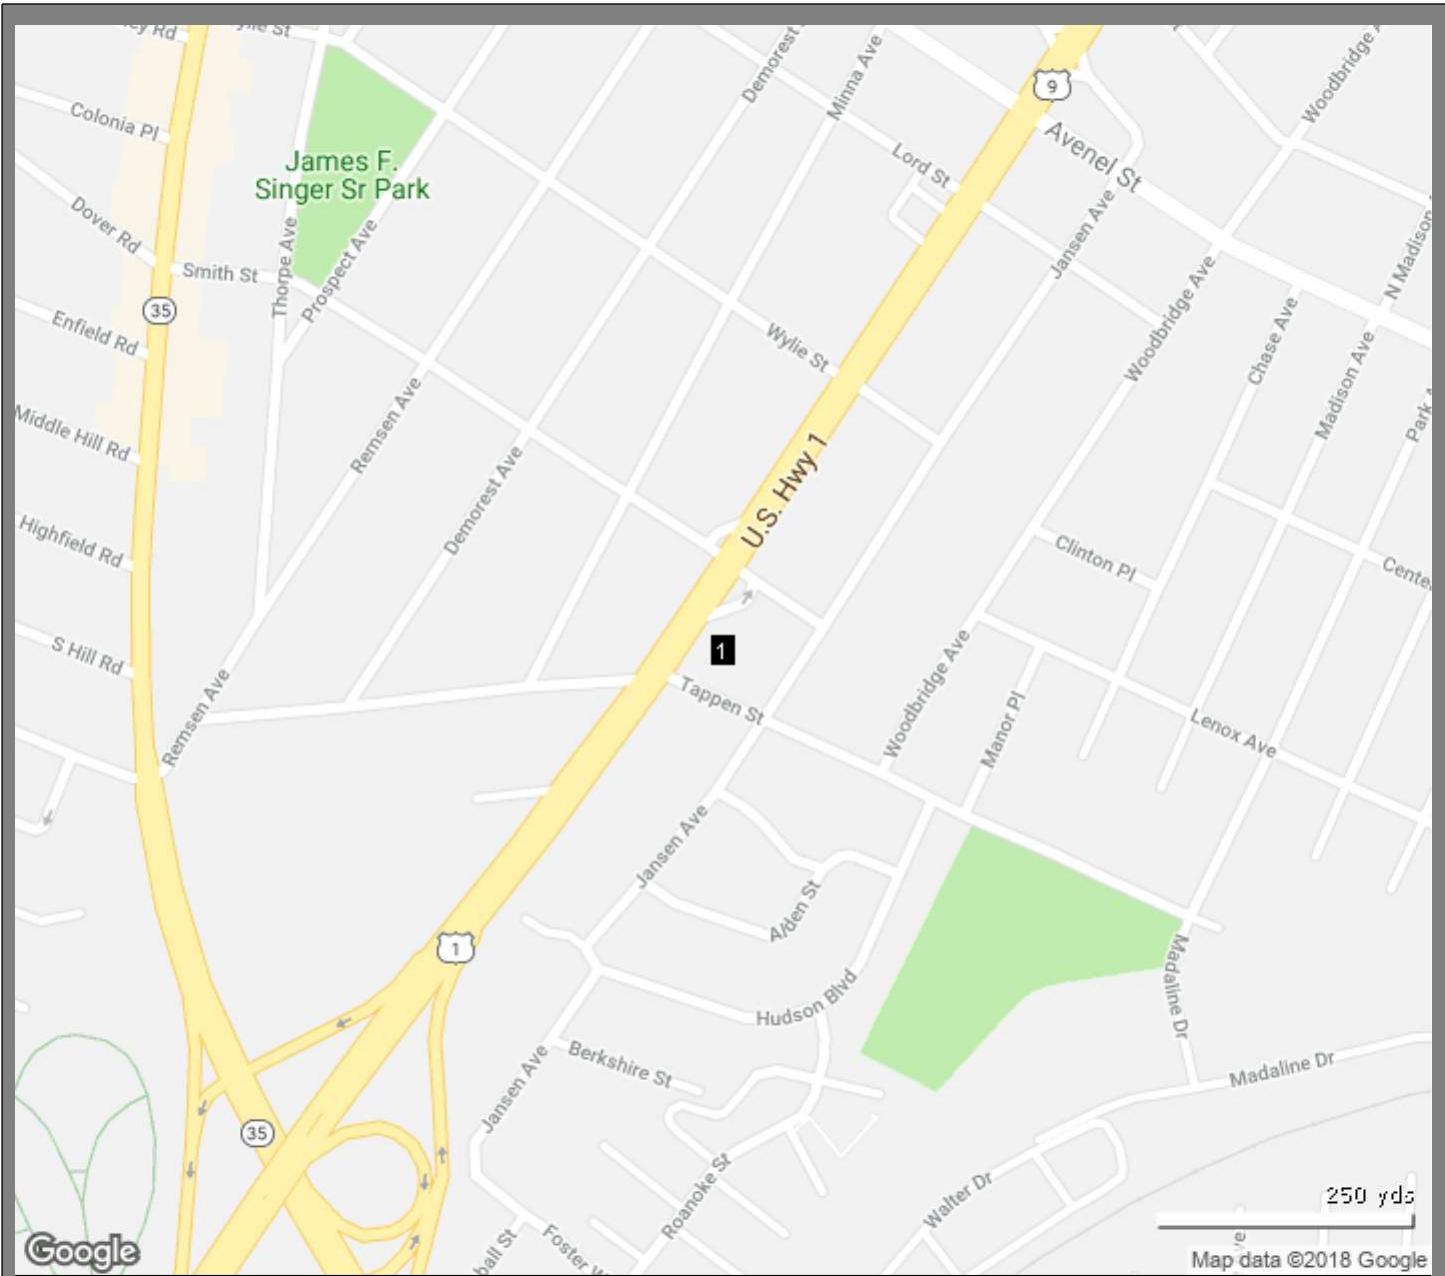 Colonia Pl
Dover Rd
James F.
Singer Sr Park
Smith St
Thorpe Ave
Prospect Ave
35
Enfield Rd
Middle Hill Rd
Highfield Rd
S Hill Rd
Remsen Ave
Remsen Ave
Demorest
Demorest Ave
Minna Ave
Lord St
9
Avenel St
Jansen Ave
Woodbridge
Woodbridge Ave
Wylie St
U.S. Hwy 1
Chase Ave
N Madison
Madison Ave
Park
Clinton Pl
1
Tappen St
Woodbridge Ave
Manor Pl
Lenox Ave
Jansen Ave
Alden St
1
Hudson Blvd
Madaline Dr
Madaline Dr
Berkshire St
Jansen Ave
35
Roanoke St
Walter Dr
Foster
250 yds
Google
Map data ©2018 Google